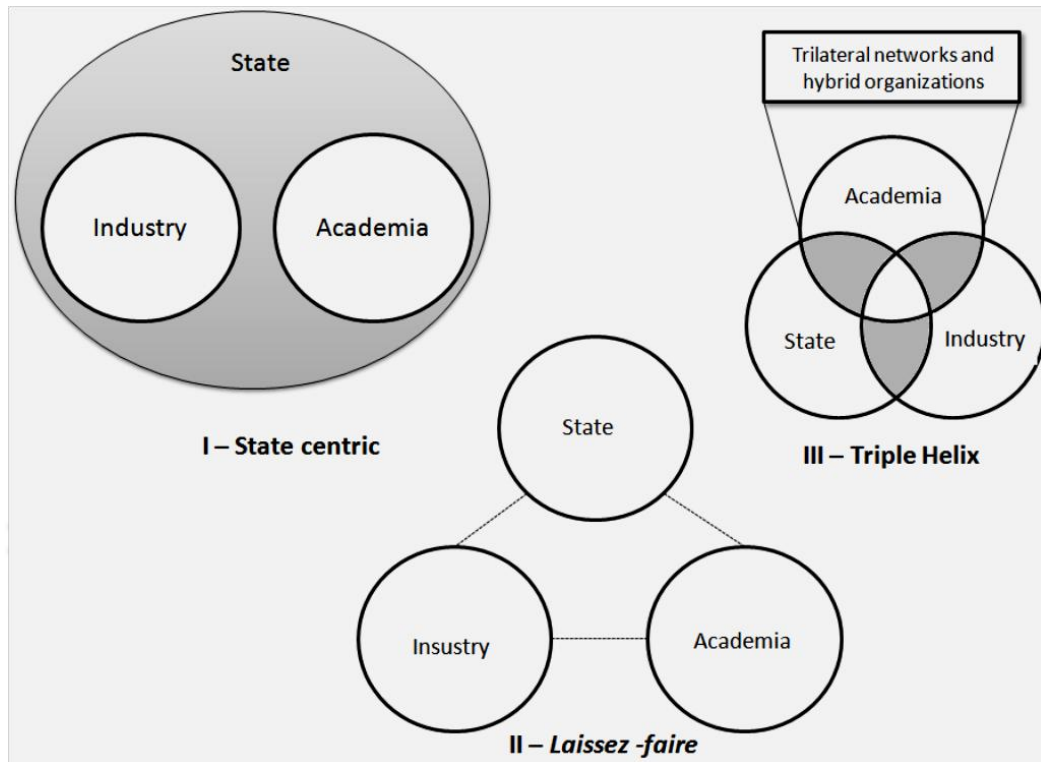 State
Industry
Academia
I – State centric
Trilateral networks and
hybrid organizations
Academia
State
Industry
III – Triple Helix
State
Insustry
Academia
II – Laissez -faire